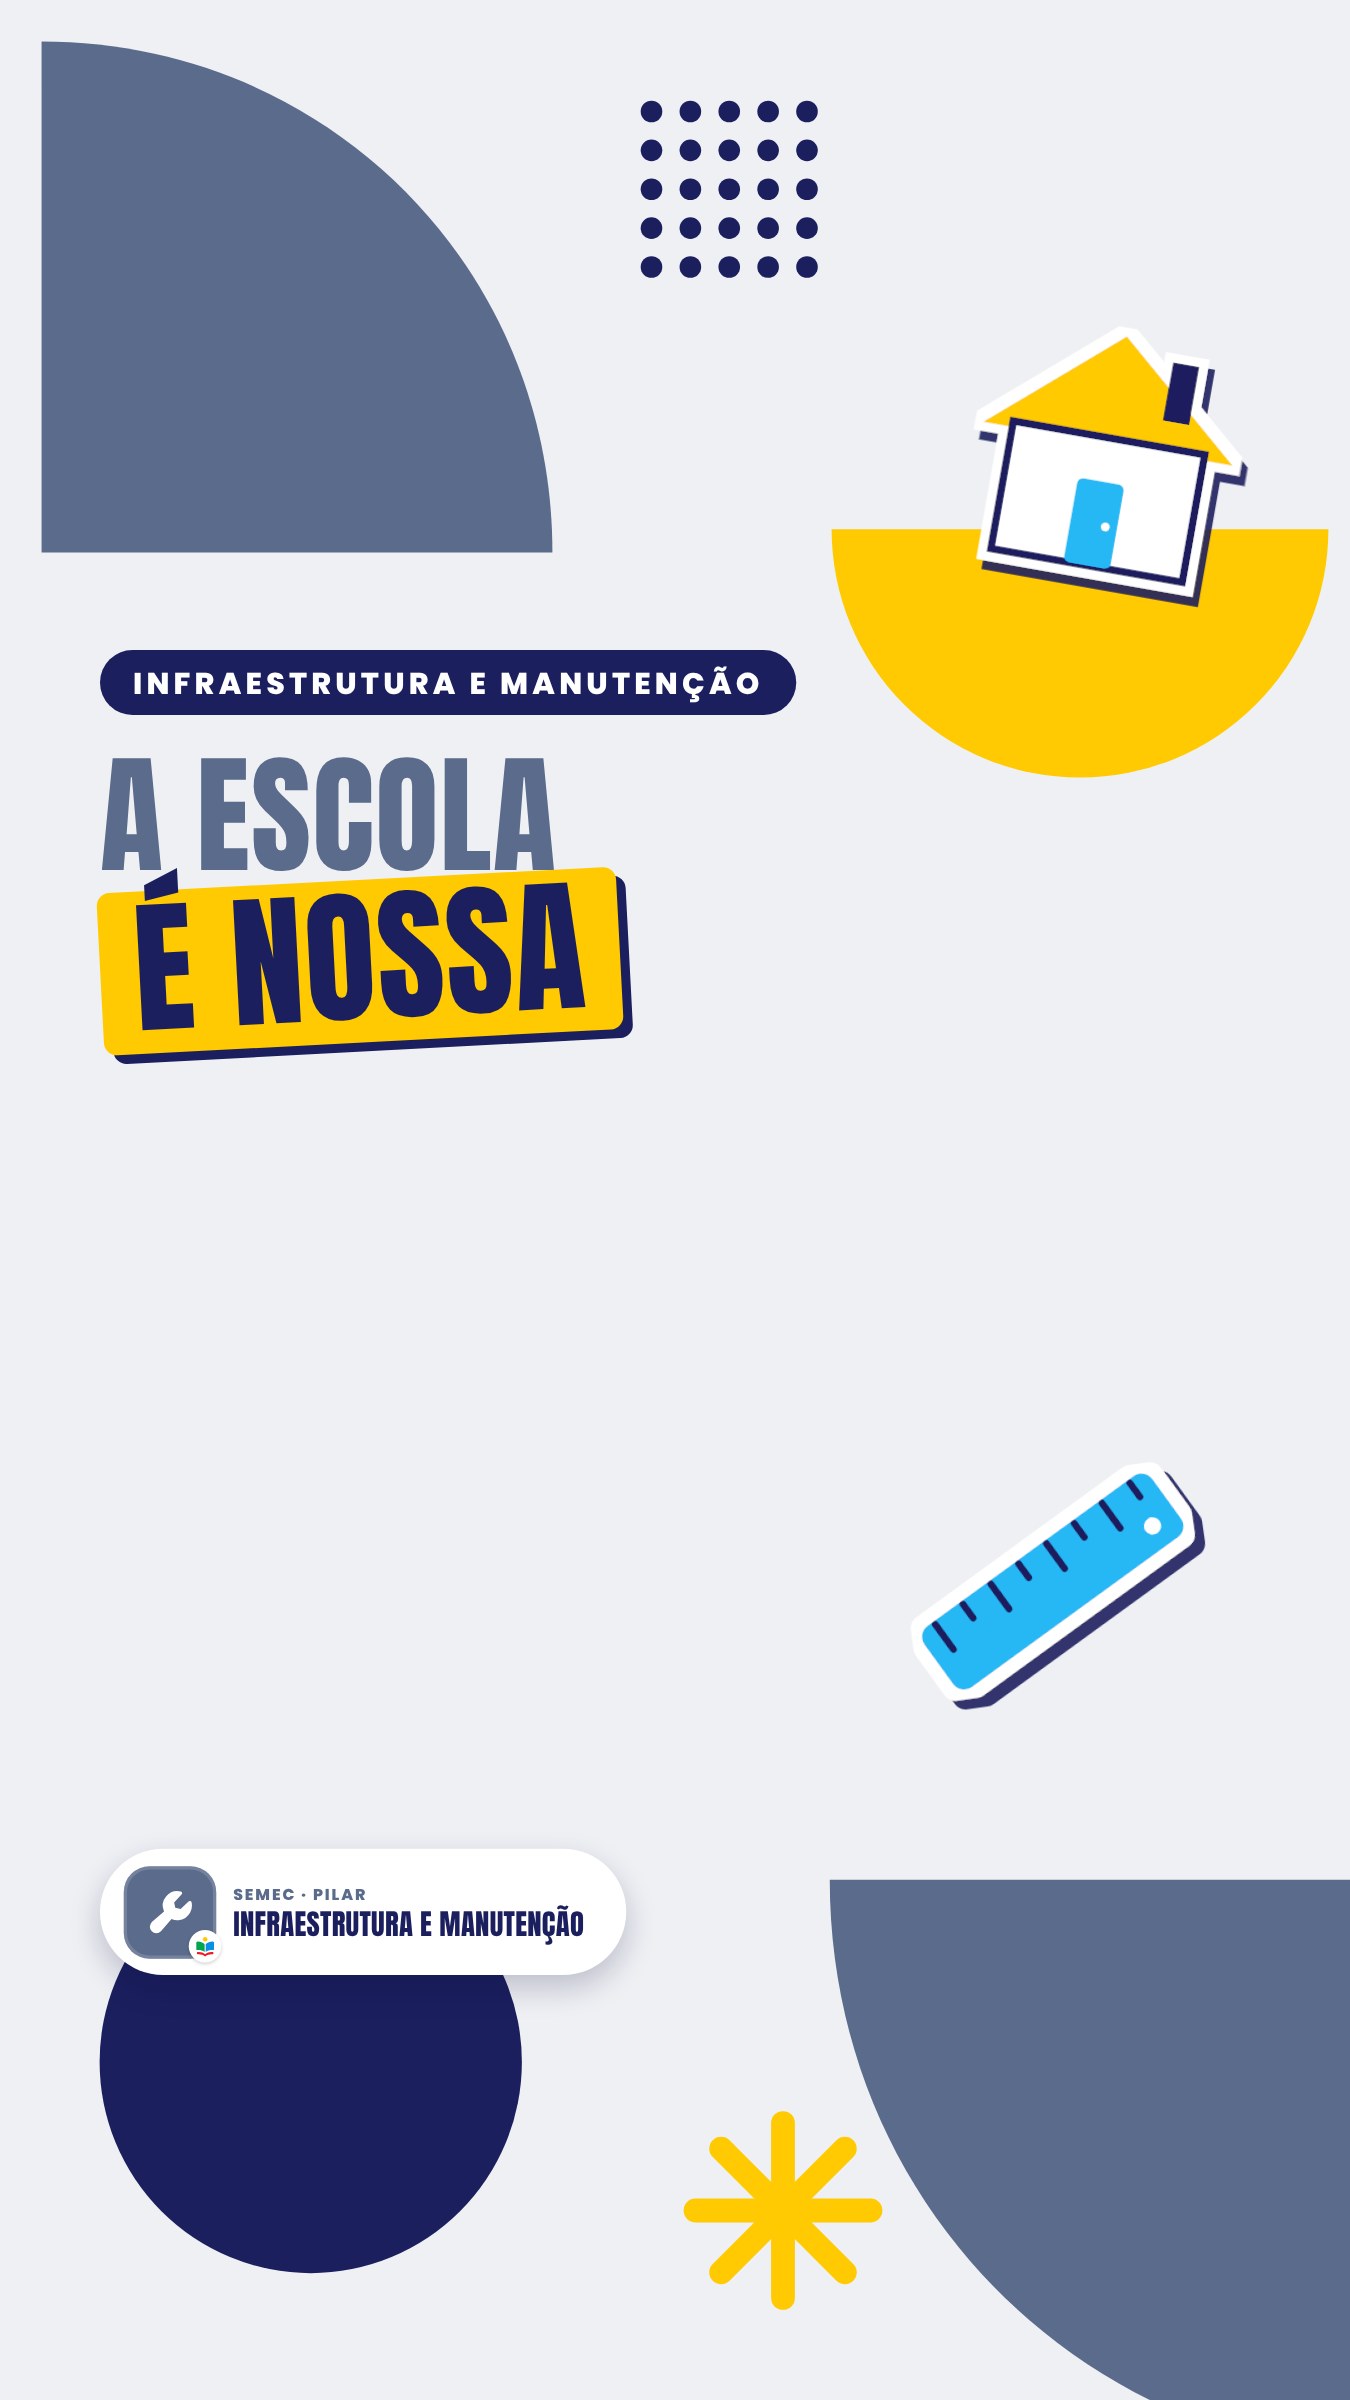 INFRAESTRUTURA E MANUTENÇÃO
A ESCOLA
É NOSSA
SEMEC · PILAR
INFRAESTRUTURA E MANUTENÇÃO